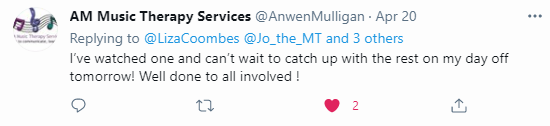 AM Music Therapy Services @AnwenMulligan · Apr 20
Replying to @LizaCoombes @Jo_the_MT and 3 others
I've watched one and can't wait to catch up with the rest on my day off
tomorrow! Well done to all involved !
2